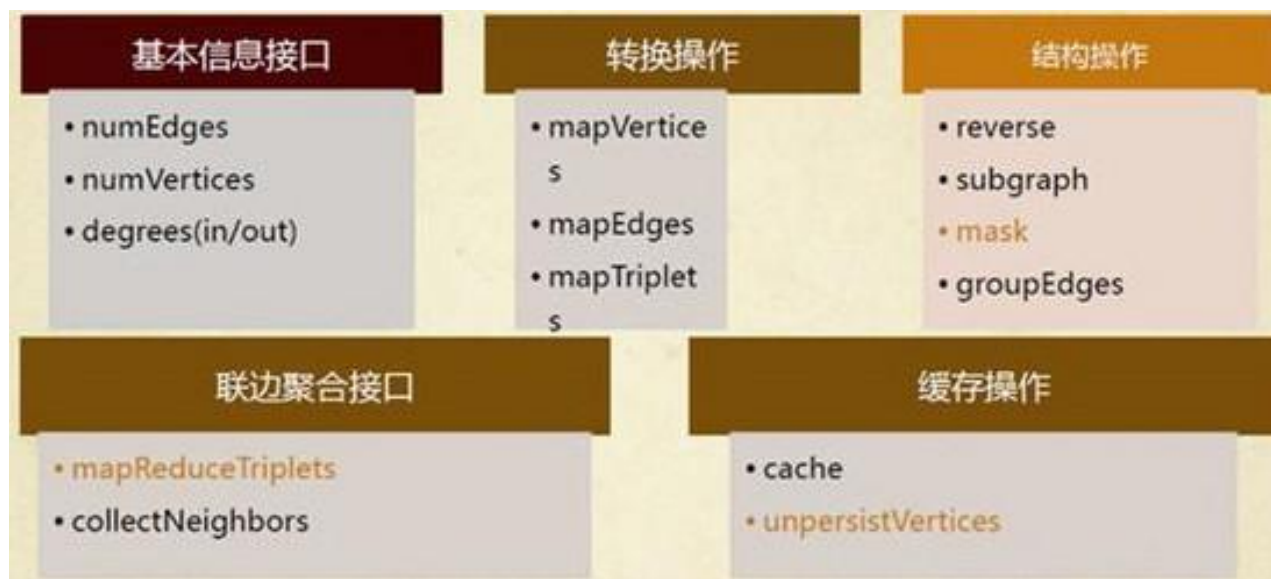 基本信息接口
• numEdges
• numVertices
• degrees(in/out)
转换操作
• mapVertice
s
• mapEdges
• mapTriplet
s
结构操作
• reverse
• subgraph
• mask
• groupEdges
联边聚合接口
• mapReduceTriplets
• collectNeighbors
缓存操作
• cache
• unpersistVertices